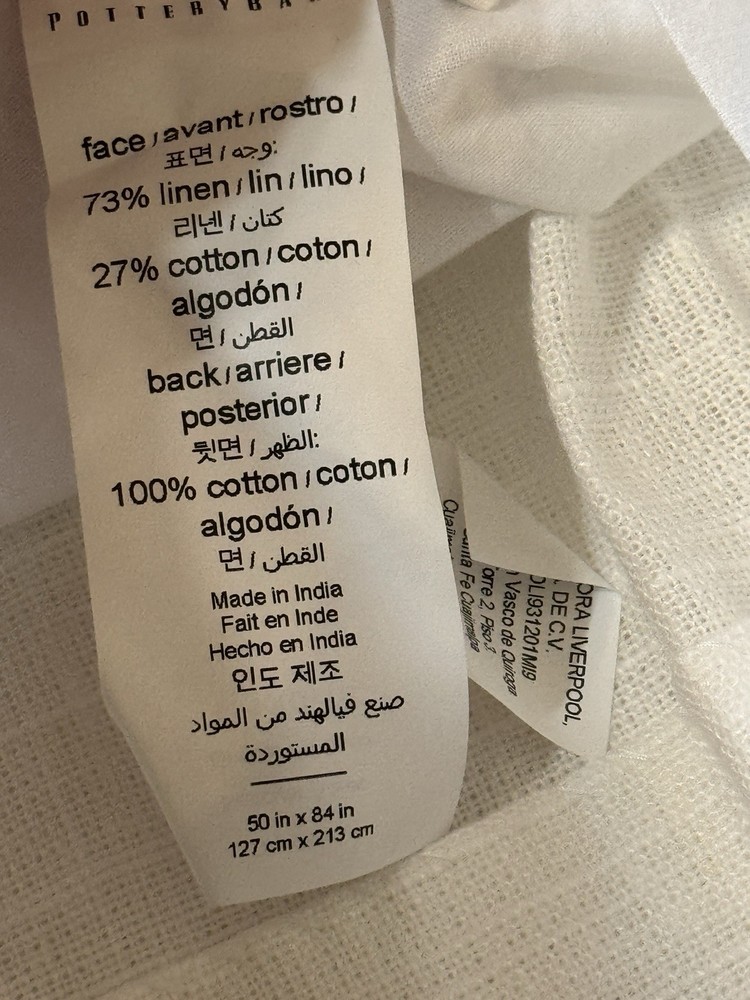 POTTERYBA
face / avant / rostro /
표면 / وجه:
73% linen / lin / lino /
리넨 / كتان
27% cotton / coton /
algodón /
면 / القطن
back / arriere /
posterior /
뒷면 / الظهر:
100% cotton / coton /
algodón /
면 / القطن
Made in India
Fait en Inde
Hecho en India
인도 제조
صنع فيالهند من المواد
المستوردة
50 in x 84 in
127 cm x 213 cm
ORA LIVERPOOL,
DE C.V.
DLI931201MI9
Vasco de Quiroga
orre 2, Piso 3
anta Fe Cuajimalpa